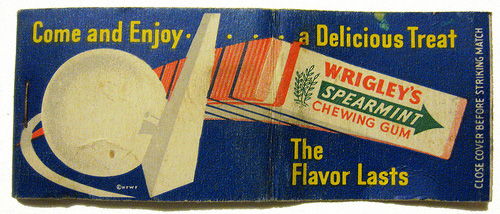 Come and Enjoy · · · · · a Delicious Treat
WRIGLEY'S
SPEARMINT
CHEWING GUM
The
Flavor Lasts
CLOSE COVER BEFORE STRIKING MATCH